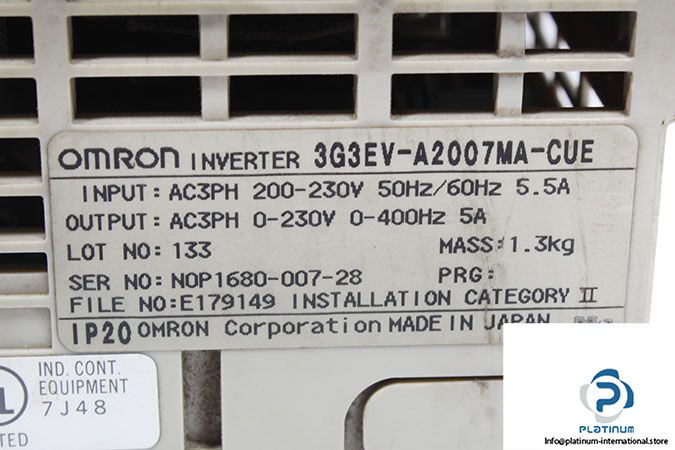 OMRON INVERTER 3G3EV-A2007MA-CUE
INPUT: AC3PH 200-230V 50Hz/60Hz 5.5A
OUTPUT: AC3PH 0-230V 0-400Hz 5A
LOT NO: 133 MASS: 1.3kg
SER NO: NOP1680-007-28 PRG:
FILE NO:E179149 INSTALLATION CATEGORY II
IP20 OMRON Corporation MADE IN JAPAN
IND. CONT.
EQUIPMENT
7J48
PLATINUM
Info@platinum-international.store